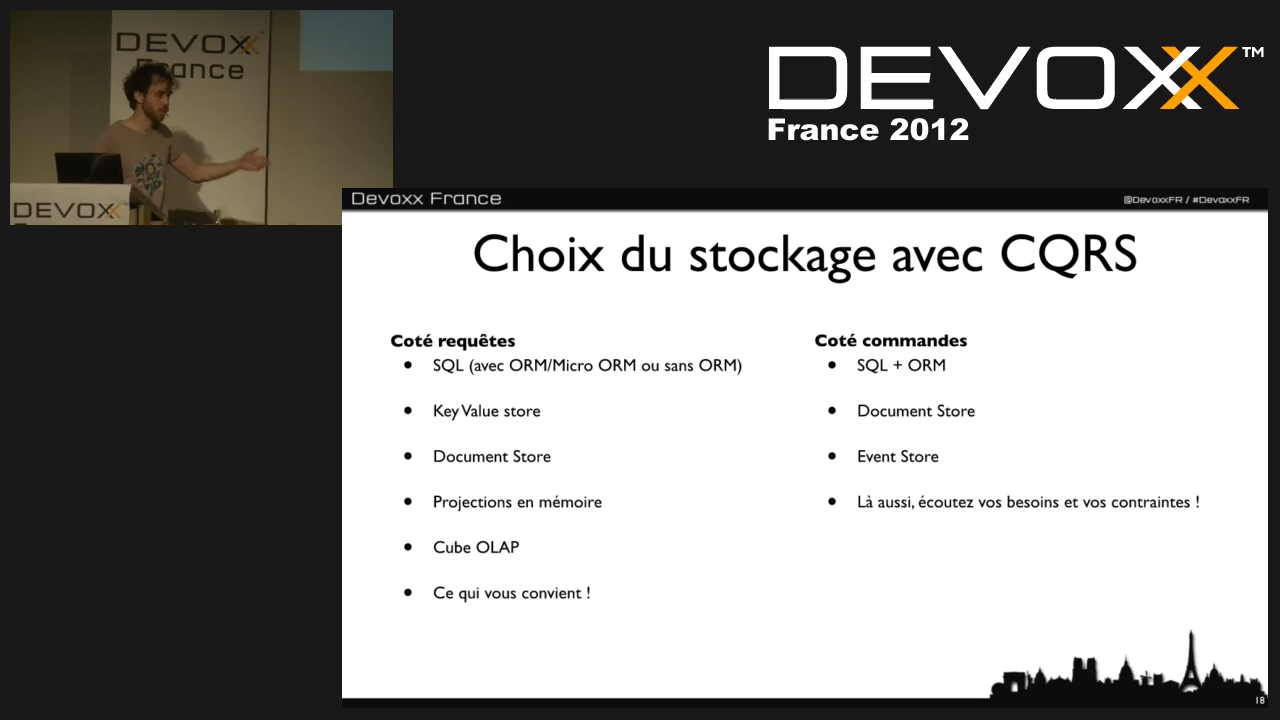 DEVOXX
France
DEVOXX
DEVOXX™
France 2012
Devoxx France
@DevoxxFR / #DevoxxFR
Choix du stockage avec CQRS
Coté requêtes
• SQL (avec ORM/Micro ORM ou sans ORM)
• Key Value store
• Document Store
• Projections en mémoire
• Cube OLAP
• Ce qui vous convient !
Coté commandes
• SQL + ORM
• Document Store
• Event Store
• Là aussi, écoutez vos besoins et vos contraintes !
18